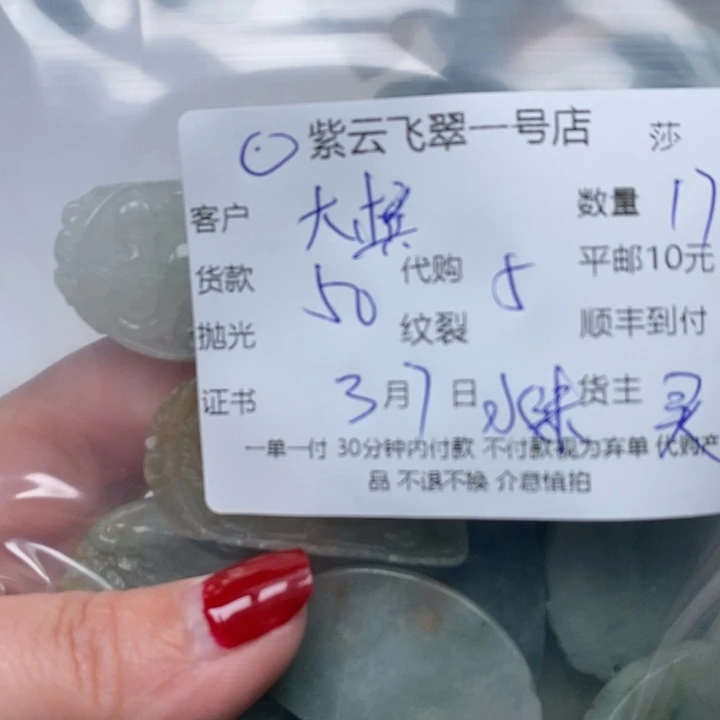 紫云飞翠一号店 莎
客户 大 数量 17
货款 50 代购 5 平邮10元
抛光 纹裂 顺丰到付
证书 3月7日 货主 灵
一单一付 30分钟内付款 不付款视为弃单 代购产
品 不退不换 介意慎拍